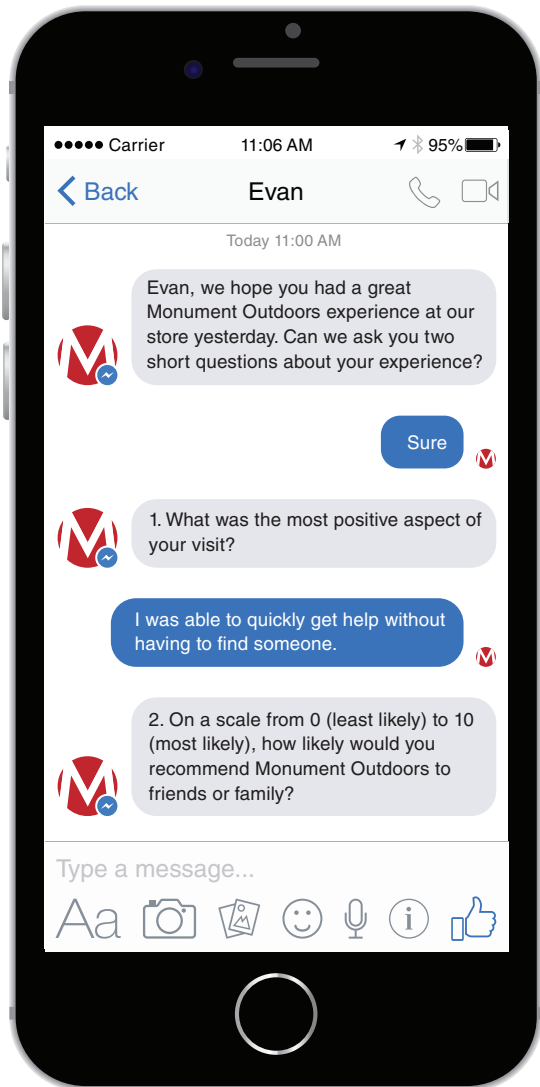 Carrier 11:06 AM 95%
Back Evan
Today 11:00 AM
Evan, we hope you had a great
Monument Outdoors experience at our
store yesterday. Can we ask you two
short questions about your experience?
Sure
1. What was the most positive aspect of
your visit?
I was able to quickly get help without
having to find someone.
2. On a scale from 0 (least likely) to 10
(most likely), how likely would you
recommend Monument Outdoors to
friends or family?
Type a message...
Aa